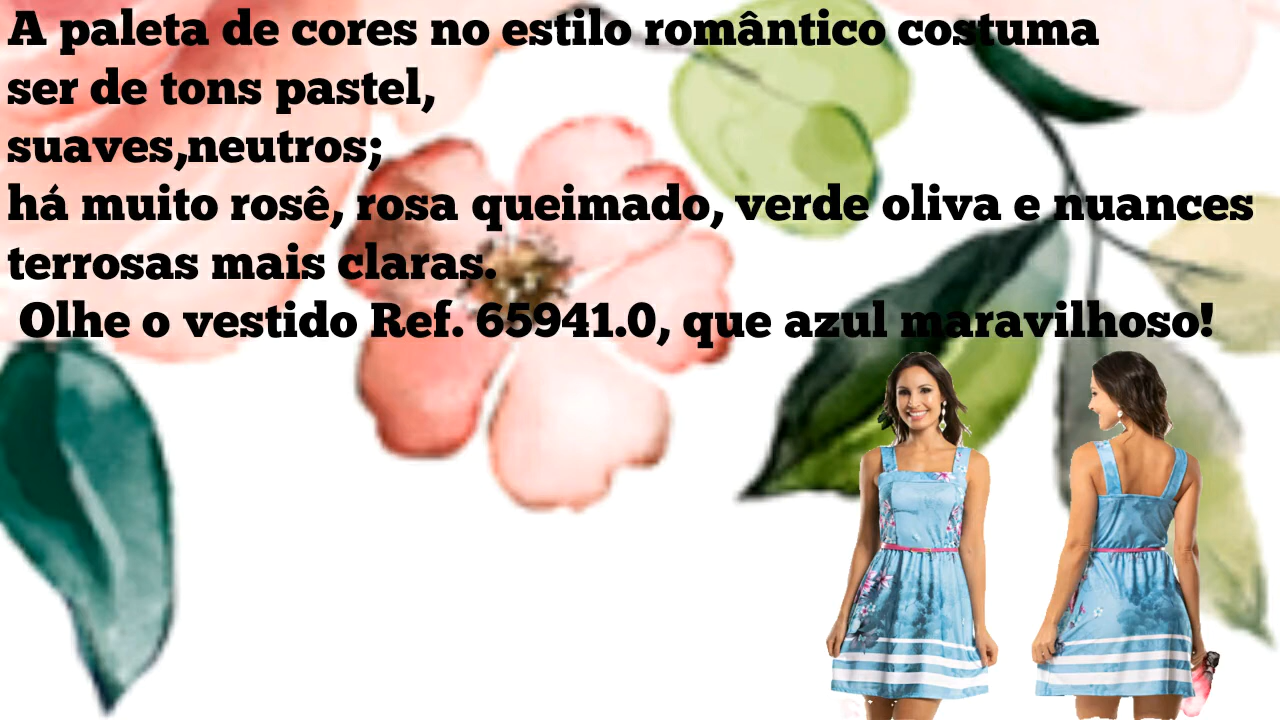 A paleta de cores no estilo romântico costuma
ser de tons pastel,
suaves,neutros;
há muito rosê, rosa queimado, verde oliva e nuances
terrosas mais claras.
Olhe o vestido Ref. 65941.0, que azul maravilhoso!